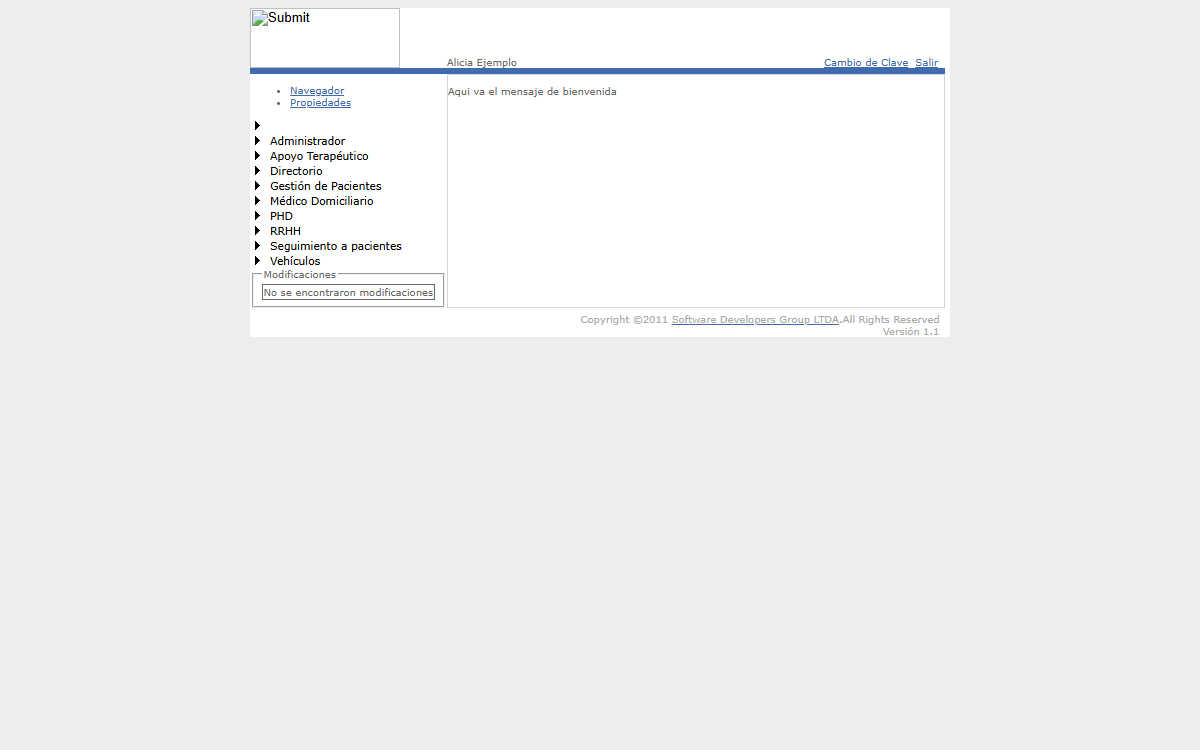 Submit
Alicia Ejemplo
Cambio de Clave Salir
Navegador
Propiedades
Administrador
Apoyo Terapéutico
Directorio
Gestión de Pacientes
Médico Domiciliario
PHD
RRHH
Seguimiento a pacientes
Vehículos
Modificaciones
No se encontraron modificaciones
Aqui va el mensaje de bienvenida
Copyright ©2011 Software Developers Group LTDA.All Rights Reserved
Versión 1.1